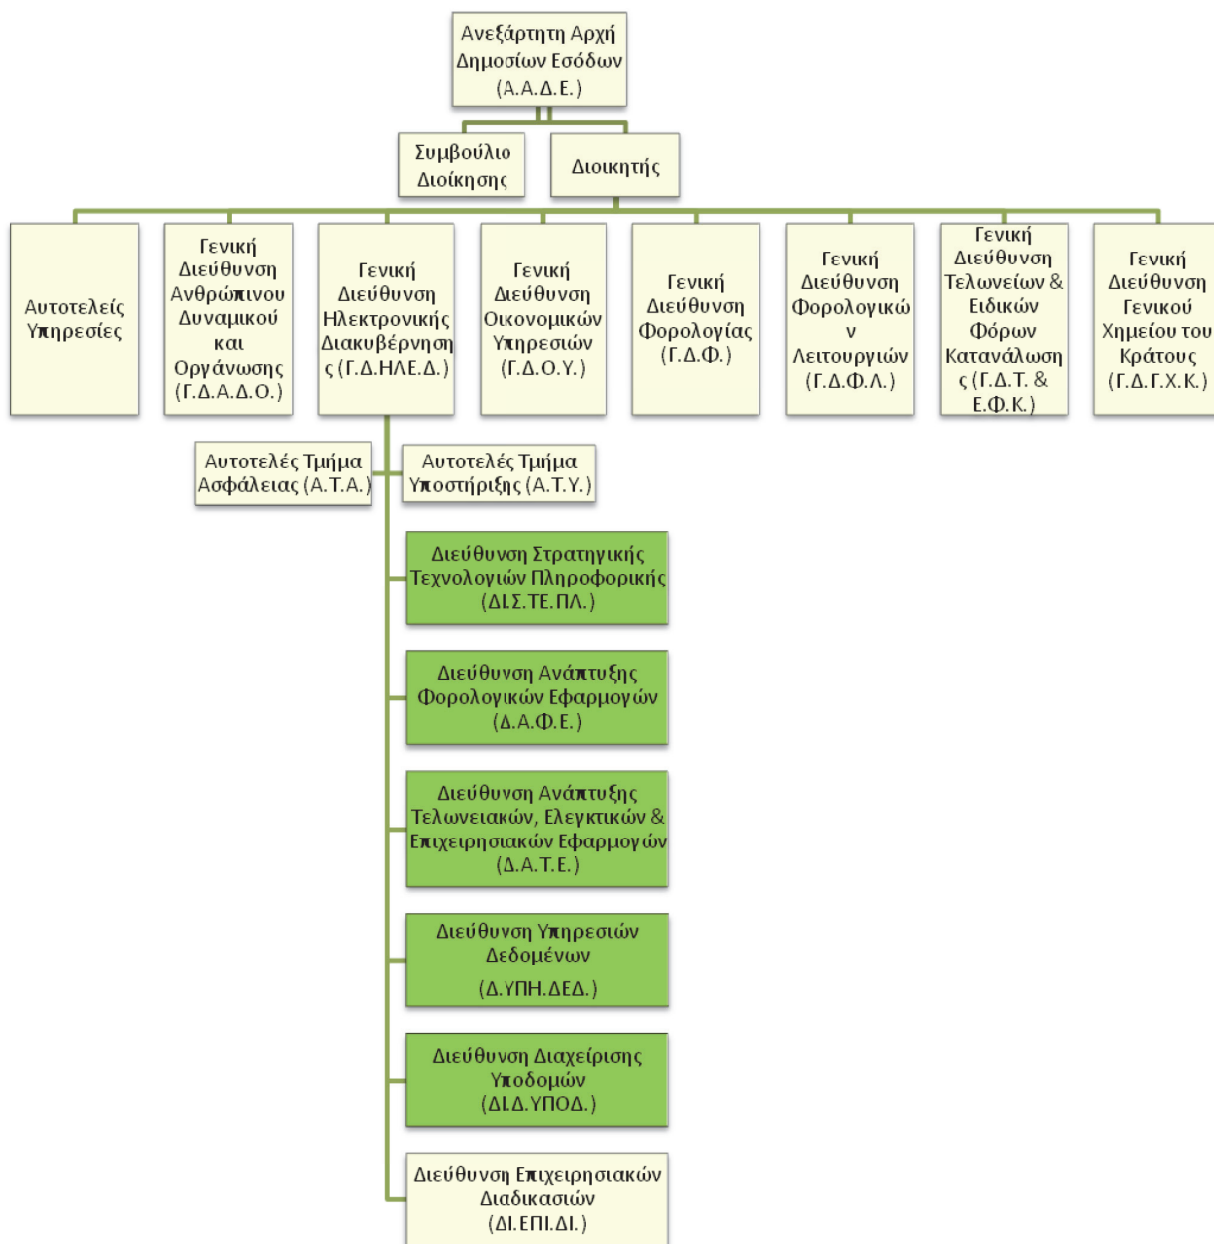 Ανεξάρτητη Αρχή
Δημοσίων Εσόδων
(Α.Α.Δ.Ε.)
Συμβούλιο
Διοίκησης
Διοικητής
Αυτοτελείς
Υπηρεσίες
Γενική
Διεύθυνση
Ανθρώπινου
Δυναμικού
και
Οργάνωσης
(Γ.Δ.Α.Δ.Ο.)
Γενική
Διεύθυνση
Ηλεκτρονικής
Διακυβέρνηση
ς (Γ.Δ.ΗΛΕ.Δ.)
Γενική
Διεύθυνση
Οικονομικών
Υπηρεσιών
(Γ.Δ.Ο.Υ.)
Γενική
Διεύθυνση
Φορολογίας
(Γ.Δ.Φ.)
Γενική
Διεύθυνση
Φορολογικώ
ν
Λειτουργιών
(Γ.Δ.Φ.Λ.)
Γενική
Διεύθυνση
Τελωνείων &
Ειδικών
Φόρων
Κατανάλωση
ς (Γ.Δ.Τ. &
Ε.Φ.Κ.)
Γενική
Διεύθυνση
Γενικού
Χημείου του
Κράτους
(Γ.Δ.Γ.Χ.Κ.)
Αυτοτελές Τμήμα
Ασφάλειας (Α.Τ.Α.)
Αυτοτελές Τμήμα
Υποστήριξης (Α.Τ.Υ.)
Διεύθυνση Στρατηγικής
Τεχνολογιών Πληροφορικής
(ΔΙ.Σ.ΤΕ.ΠΛ.)
Διεύθυνση Ανάπτυξης
Φορολογικών Εφαρμογών
(Δ.Α.Φ.Ε.)
Διεύθυνση Ανάπτυξης
Τελωνειακών, Ελεγκτικών &
Επιχειρησιακών Εφαρμογών
(Δ.Α.Τ.Ε.)
Διεύθυνση Υπηρεσιών
Δεδομένων
(Δ.ΥΠΗ.ΔΕΔ.)
Διεύθυνση Διαχείρισης
Υποδομών
(ΔΙ.Δ.ΥΠΟΔ.)
Διεύθυνση Επιχειρησιακών
Διαδικασιών
(ΔΙ.ΕΠΙ.ΔΙ.)